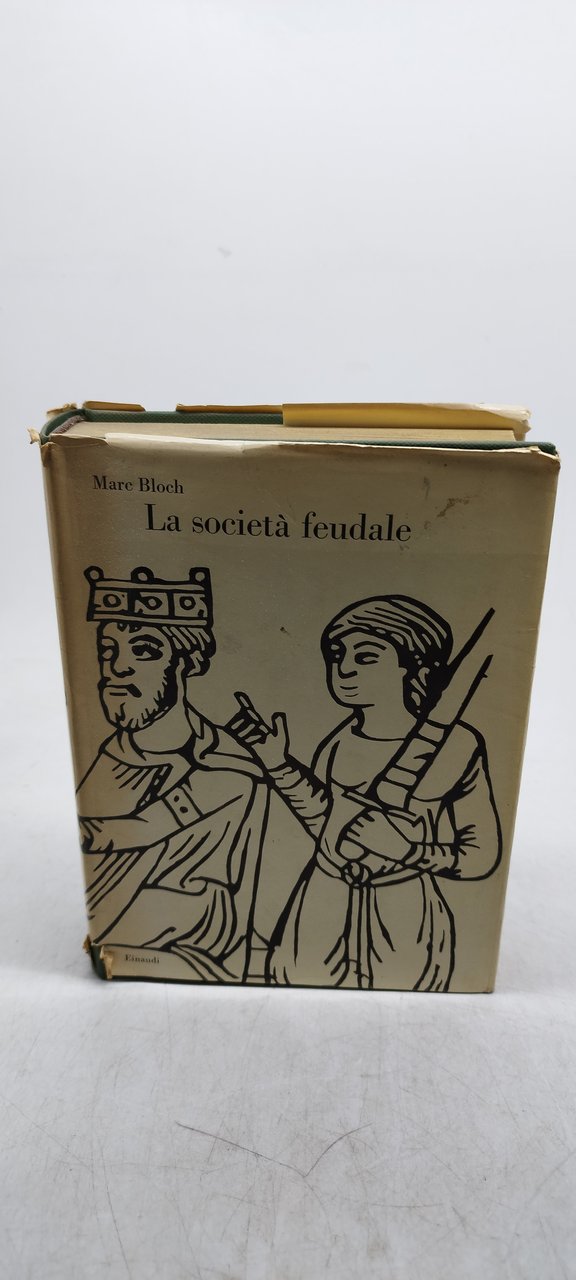 Marc Bloch
La società feudale
Einaudi